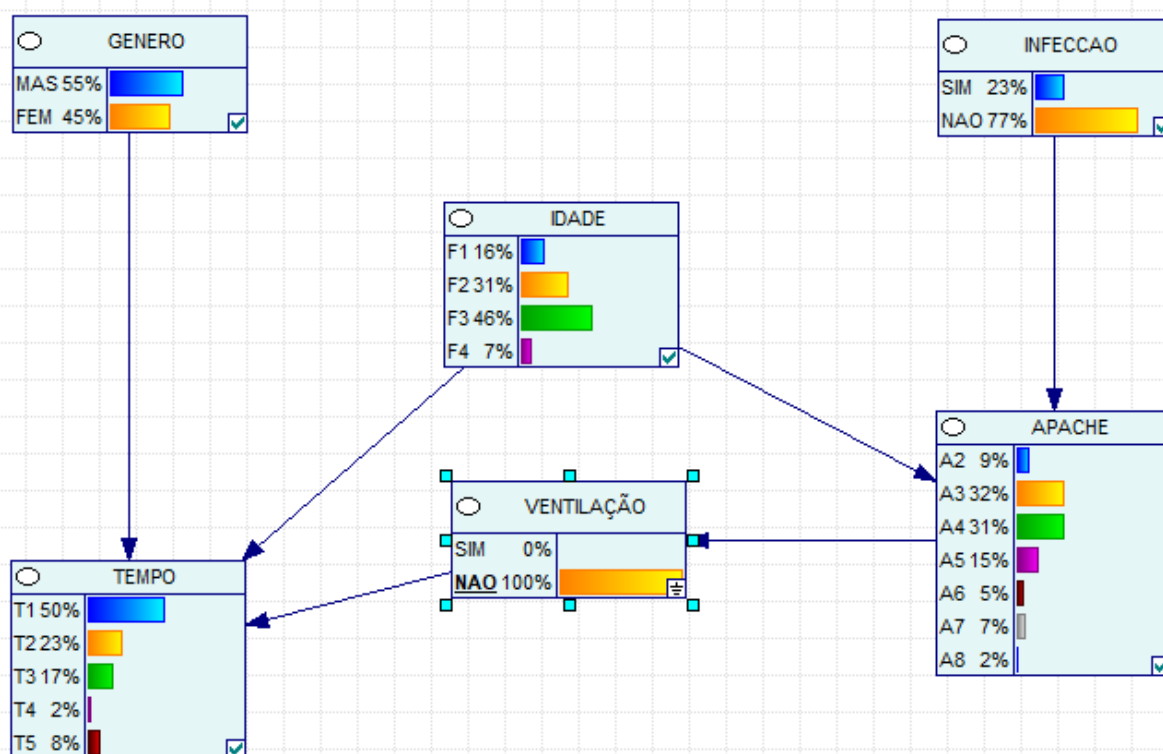 GENERO
MAS 55%
FEM 45%
INFECCAO
SIM 23%
NAO 77%
IDADE
F1 16%
F2 31%
F3 46%
F4 7%
APACHE
A2 9%
A3 32%
A4 31%
A5 15%
A6 5%
A7 7%
A8 2%
VENTILAÇÃO
SIM 0%
NAO 100%
TEMPO
T1 50%
T2 23%
T3 17%
T4 2%
T5 8%